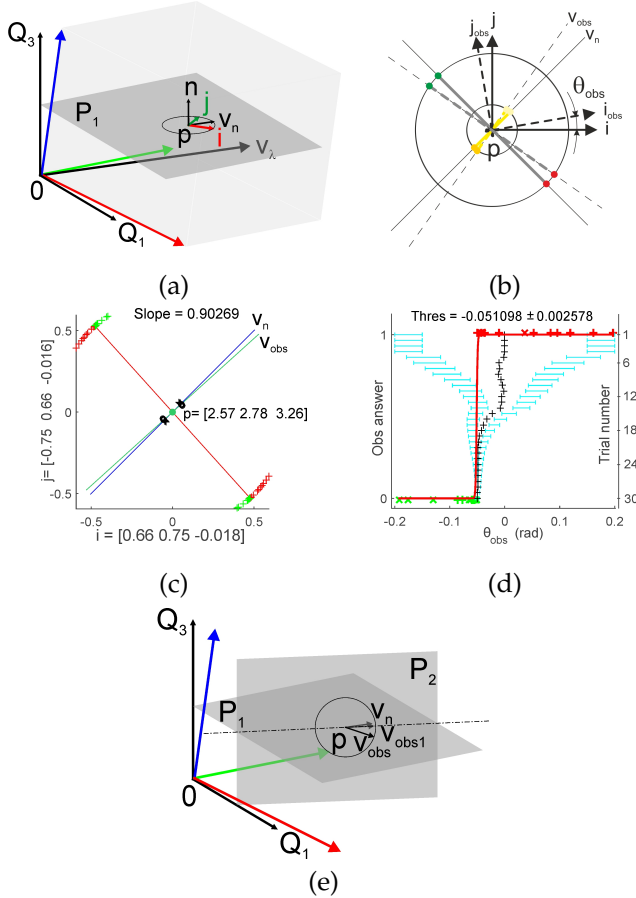 Q3
P1
n
j
p
vn
i
vλ
0
Q1
(a)
jobs
j
vobs
vn
θobs
iobs
i
p
(b)
Slope = 0.90269
vn
vobs
p= [2.57 2.78 3.26]
j= [-0.75 0.66 -0.016]
0.5
0
-0.5
-0.5 0 0.5
i = [0.66 0.75 -0.018]
(c)
Thres = -0.051098 ± 0.002578
Obs answer
1
0
Trial number
1
6
12
18
24
30
-0.2 -0.1 0 0.1 0.2
θobs (rad)
(d)
Q3
P2
P1
vn
p
vobs
vobs1
0
Q1
(e)